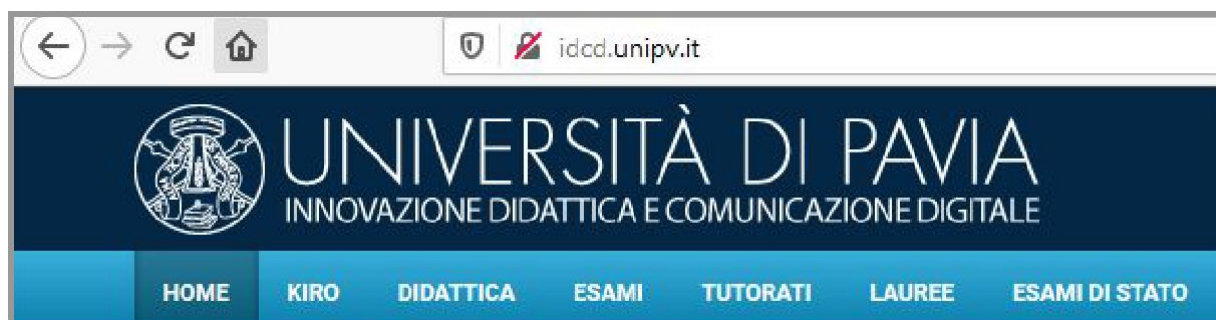 idcd.unipv.it
UNIVERSITÀ DI PAVIA
INNOVAZIONE DIDATTICA E COMUNICAZIONE DIGITALE
HOME KIRO DIDATTICA ESAMI TUTORATI LAUREE ESAMI DI STATO